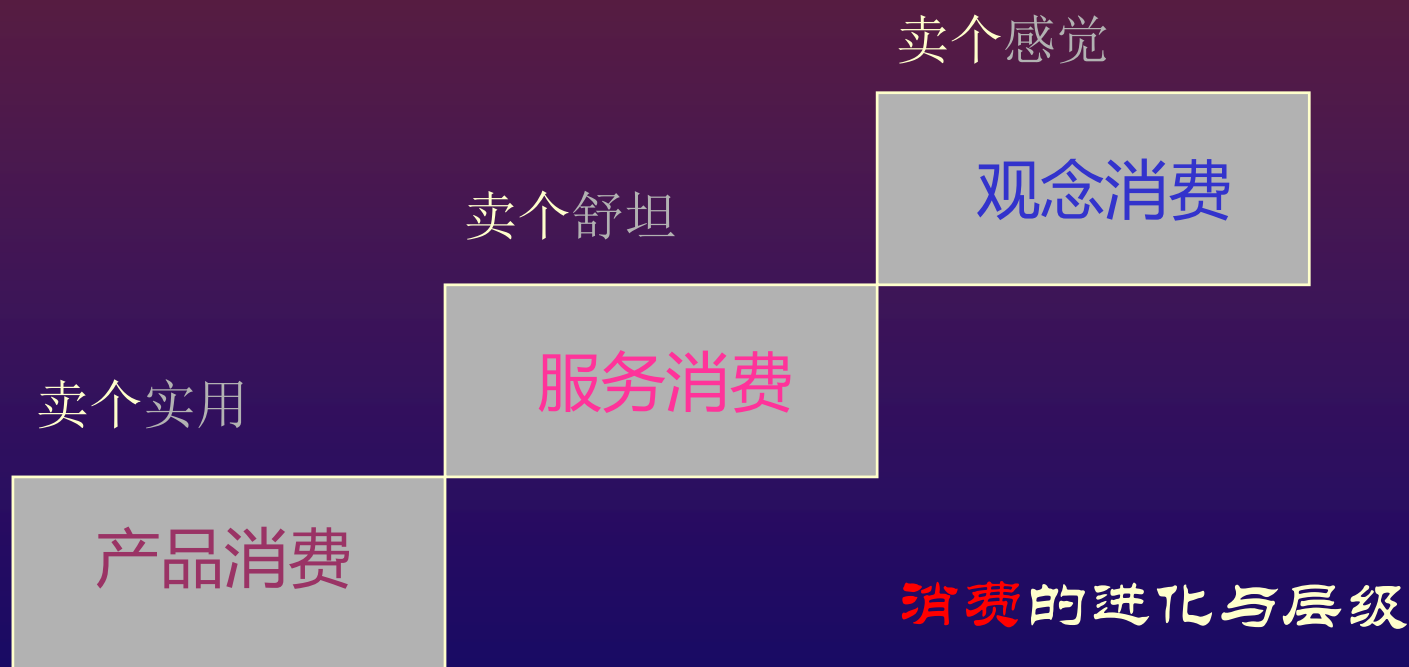 卖个感觉
观念消费
卖个舒坦
服务消费
卖个实用
产品消费
消费的进化与层级